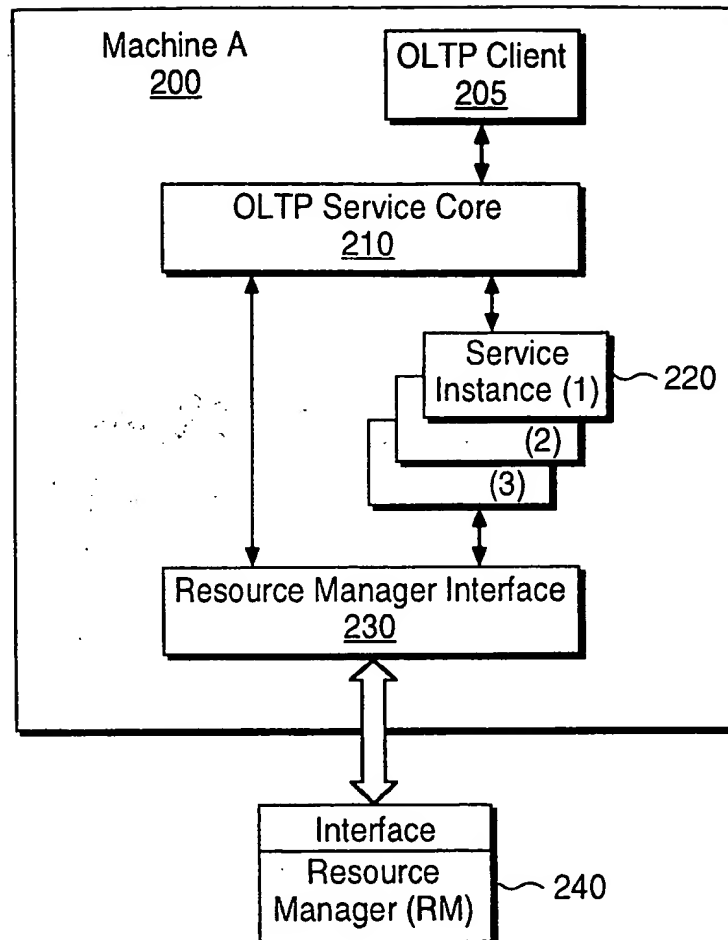 Machine A
200
OLTP Client
205
OLTP Service Core
210
Service
Instance (1)
220
(2)
(3)
Resource Manager Interface
230
Interface
Resource
Manager (RM)
240